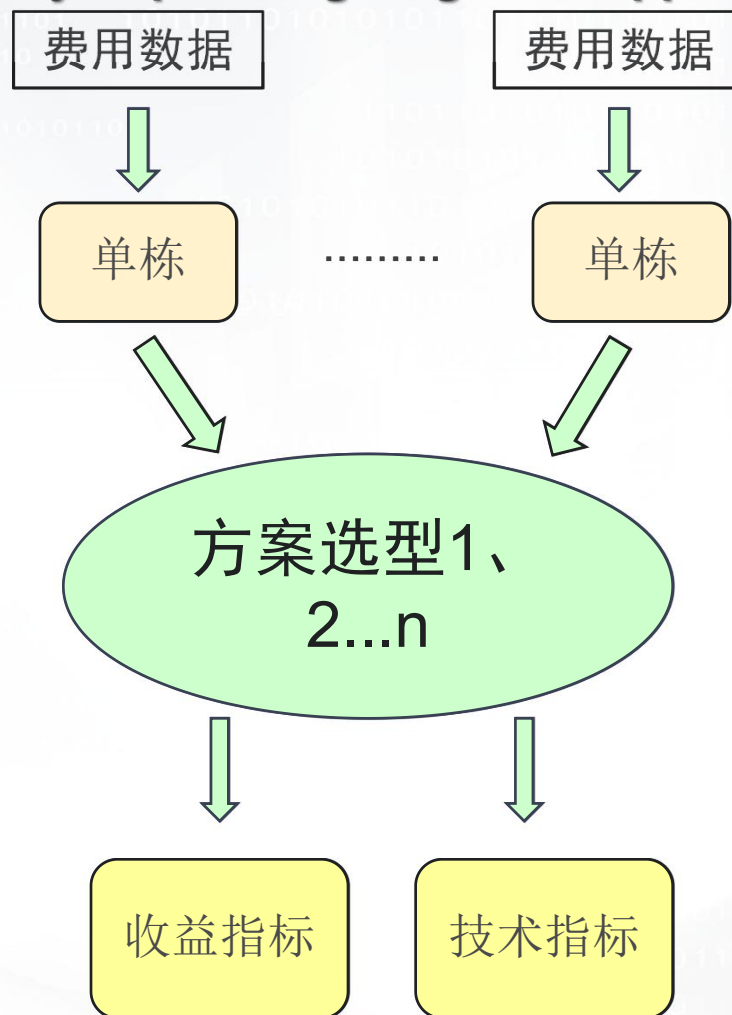 费用数据 费用数据
单栋 ......... 单栋
方案选型1、
2...n
收益指标 技术指标